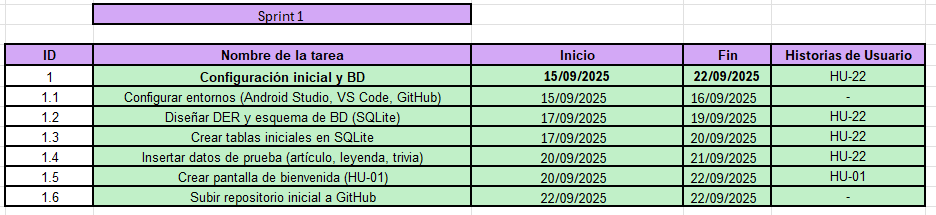 Sprint 1
ID Nombre de la tarea Inicio Fin Historias de Usuario
1 Configuración inicial y BD 15/09/2025 22/09/2025 HU-22
1.1 Configurar entornos (Android Studio, VS Code, GitHub) 15/09/2025 16/09/2025 -
1.2 Diseñar DER y esquema de BD (SQLite) 17/09/2025 19/09/2025 HU-22
1.3 Crear tablas iniciales en SQLite 17/09/2025 20/09/2025 HU-22
1.4 Insertar datos de prueba (artículo, leyenda, trivia) 20/09/2025 21/09/2025 HU-22
1.5 Crear pantalla de bienvenida (HU-01) 20/09/2025 22/09/2025 HU-01
1.6 Subir repositorio inicial a GitHub 22/09/2025 22/09/2025 -